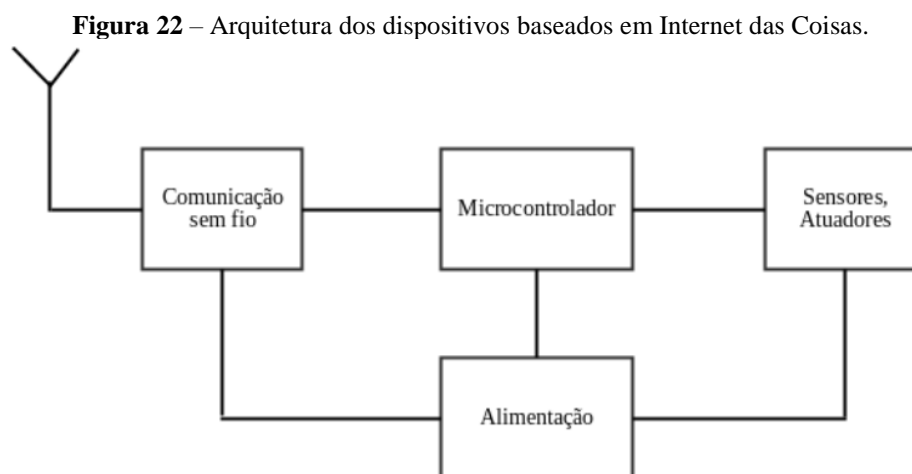 Figura 22 – Arquitetura dos dispositivos baseados em Internet das Coisas.
Comunicação
sem fio
Microcontrolador
Sensores,
Atuadores
Alimentação